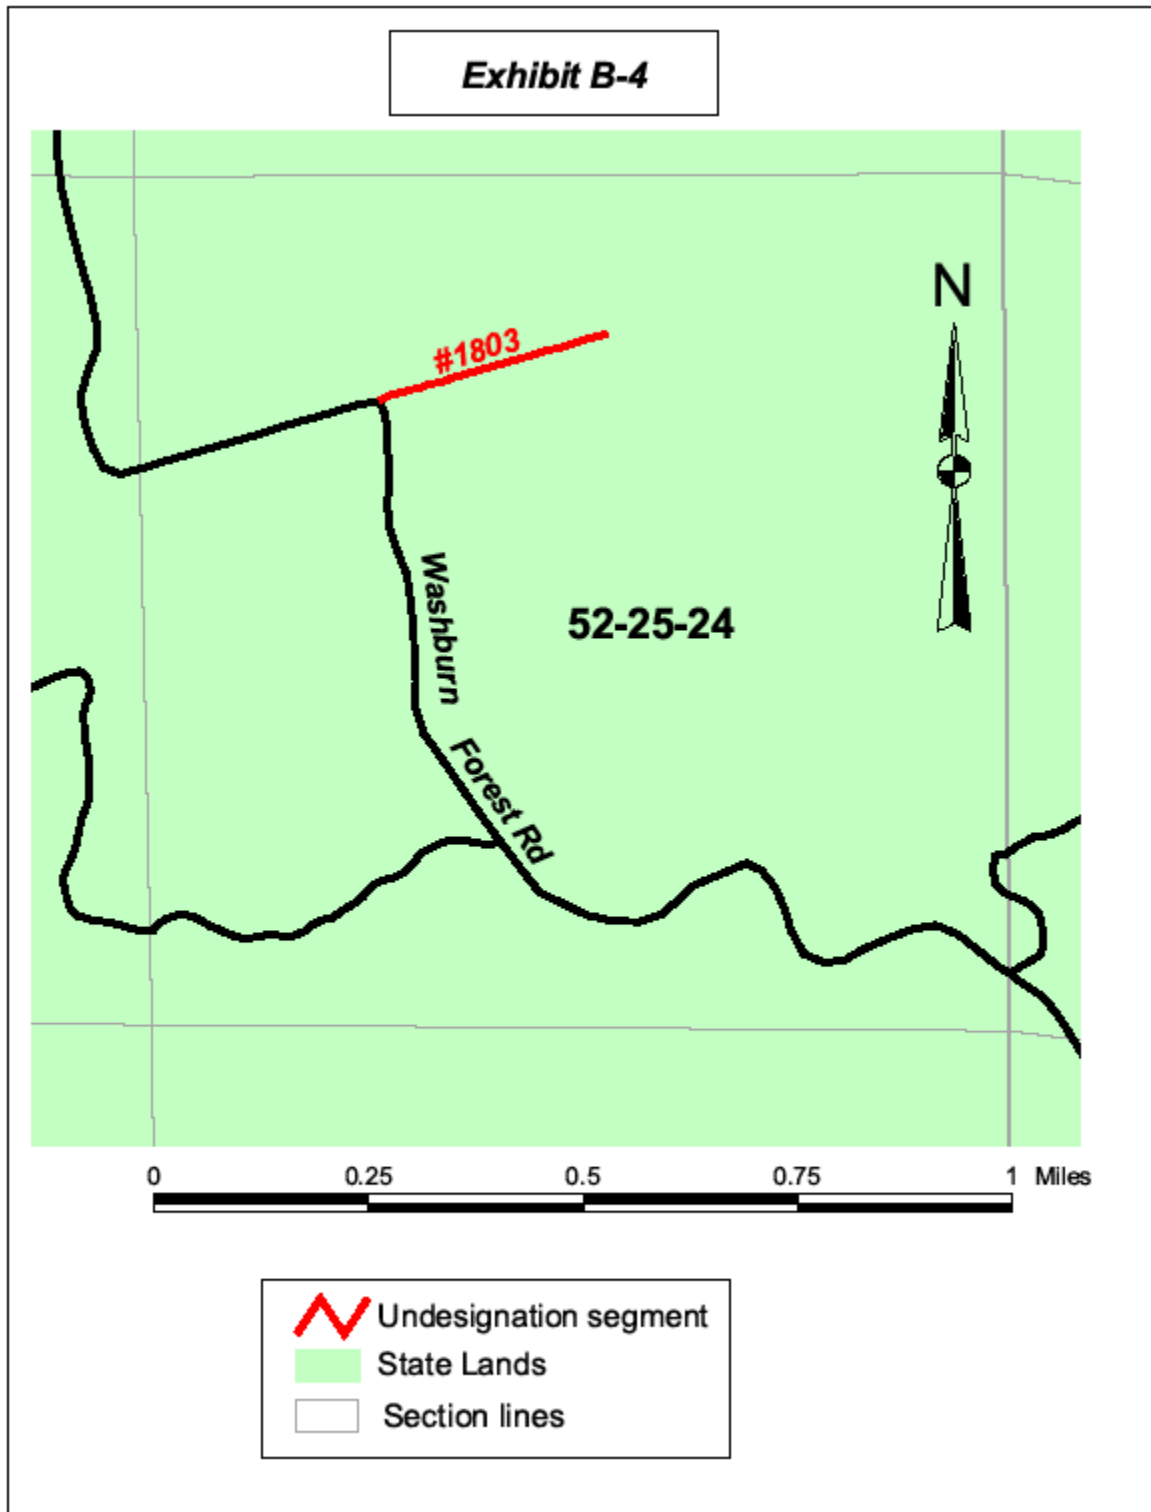 Exhibit B-4
N
#1803
Washburn
Forest Rd
52-25-24
0 0.25 0.5 0.75 1 Miles
Undesignation segment
State Lands
Section lines